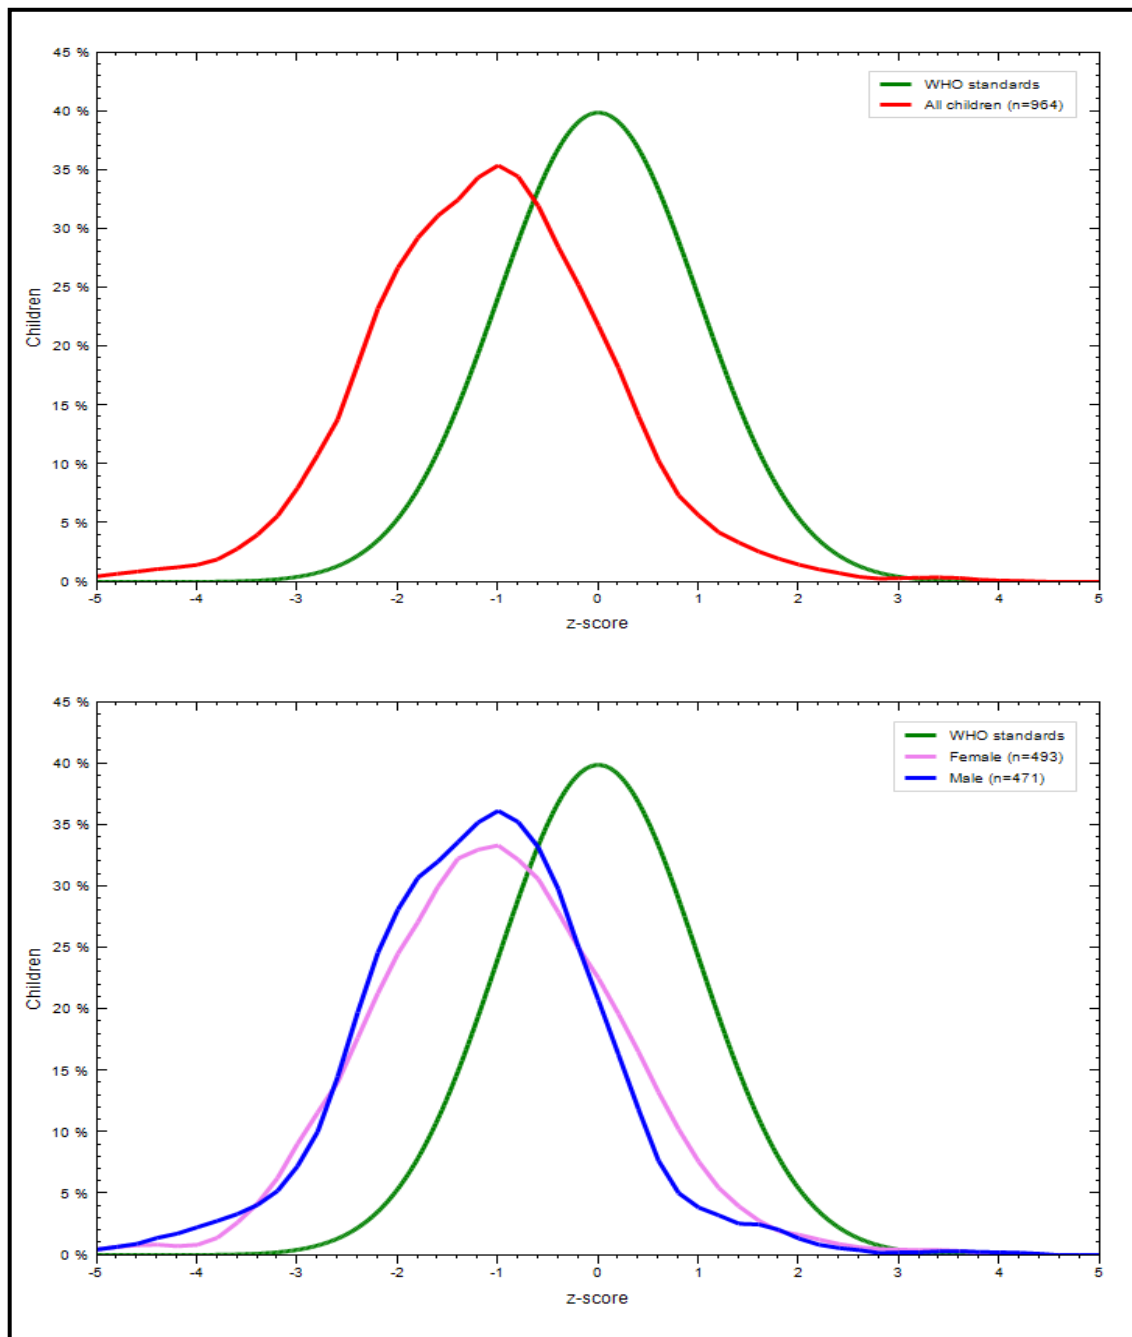 45 %
40 %
35 %
30 %
25 %
20 %
15 %
10 %
5 %
0 %
Children
WHO standards
All children (n=964)
-5 -4 -3 -2 -1 0 1 2 3 4 5
z-score
45 %
40 %
35 %
30 %
25 %
20 %
15 %
10 %
5 %
0 %
Children
WHO standards
Female (n=493)
Male (n=471)
-5 -4 -3 -2 -1 0 1 2 3 4 5
z-score